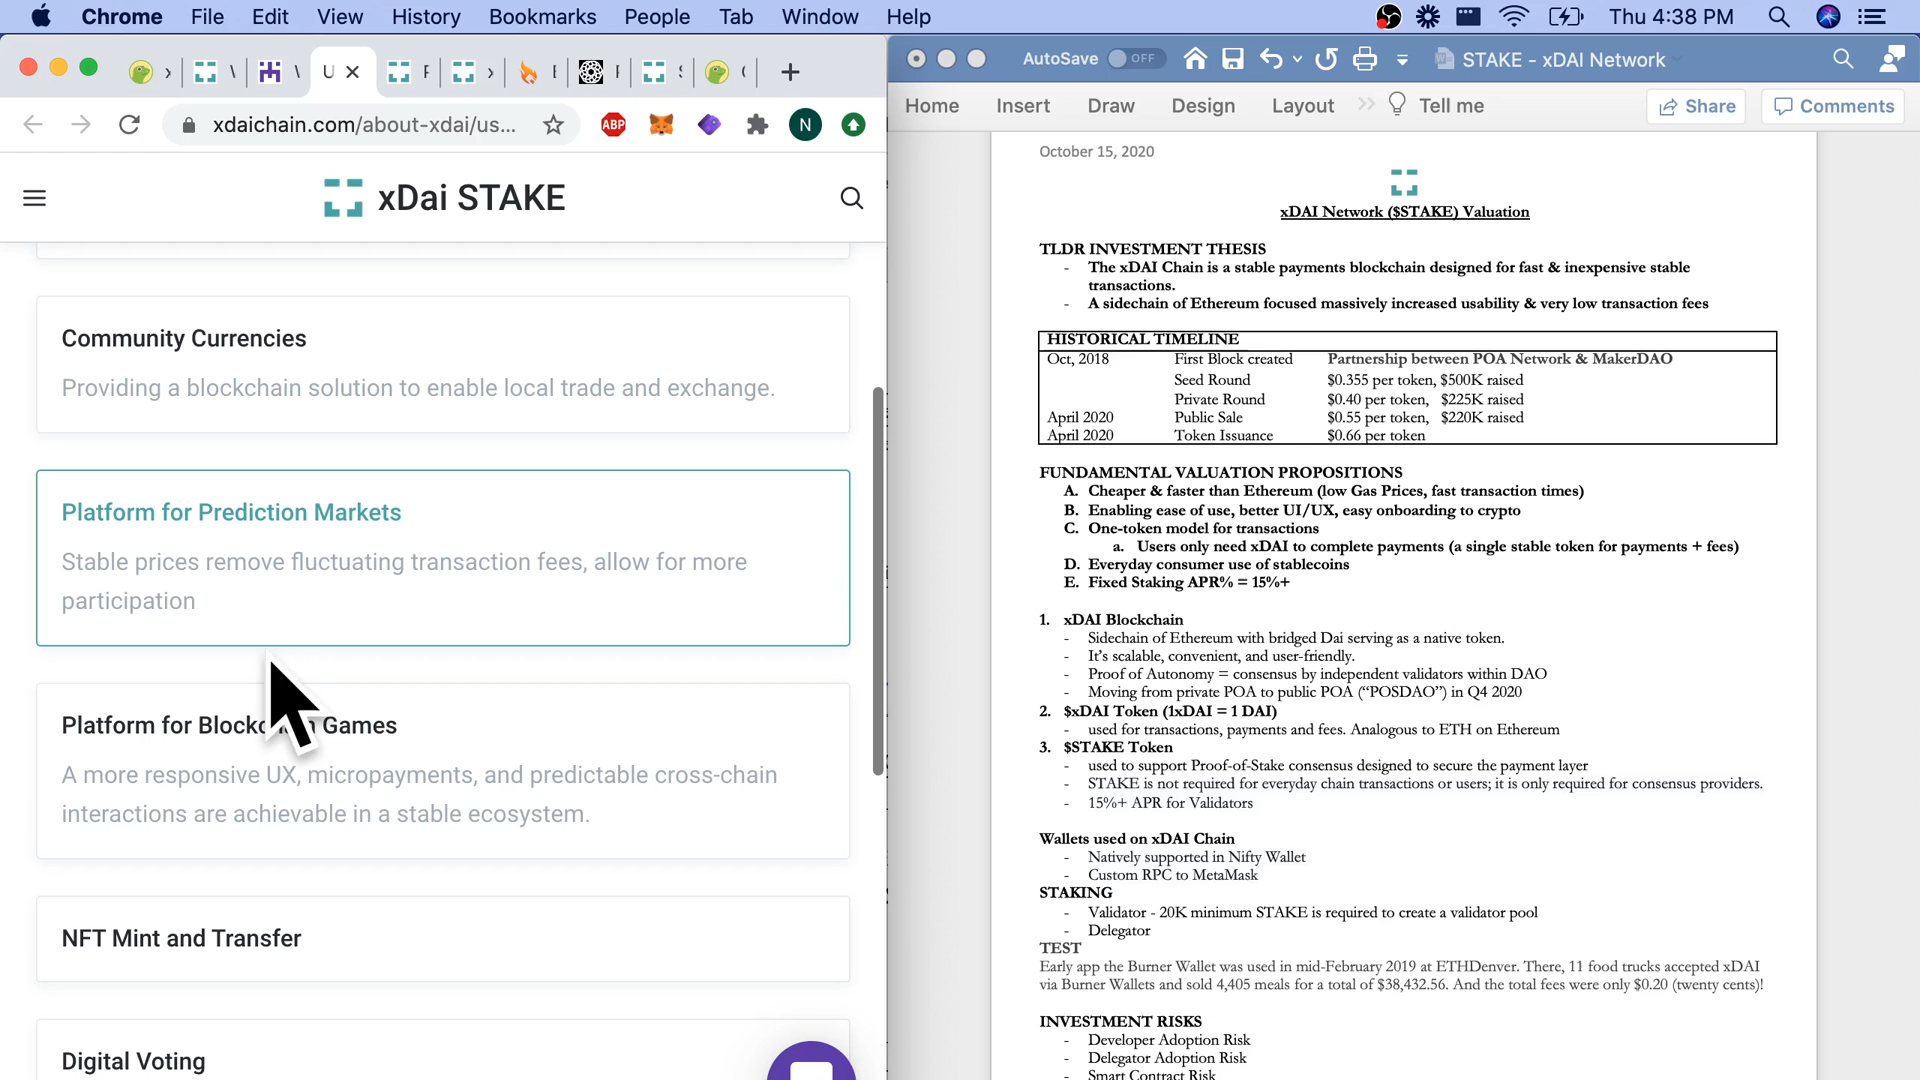 Chrome File Edit View History Bookmarks People Tab Window Help
Thu 4:38 PM
U
xdaichain.com/about-xdai/us...
ABP
N
xDai STAKE
Community Currencies
Providing a blockchain solution to enable local trade and exchange.
Platform for Prediction Markets
Stable prices remove fluctuating transaction fees, allow for more
participation
Platform for Blockchain Games
A more responsive UX, micropayments, and predictable cross-chain
interactions are achievable in a stable ecosystem.
NFT Mint and Transfer
Digital Voting
AutoSave OFF
STAKE - xDAI Network
Home Insert Draw Design Layout Tell me Share Comments
October 15, 2020
xDAI Network ($STAKE) Valuation
TLDR INVESTMENT THESIS
- The xDAI Chain is a stable payments blockchain designed for fast & inexpensive stable
transactions.
- A sidechain of Ethereum focused massively increased usability & very low transaction fees
HISTORICAL TIMELINE
Oct, 2018 First Block created Partnership between POA Network & MakerDAO
Seed Round $0.355 per token, $500K raised
Private Round $0.40 per token, $225K raised
April 2020 Public Sale $0.55 per token, $220K raised
April 2020 Token Issuance $0.66 per token
FUNDAMENTAL VALUATION PROPOSITIONS
A. Cheaper & faster than Ethereum (low Gas Prices, fast transaction times)
B. Enabling ease of use, better UI/UX, easy onboarding to crypto
C. One-token model for transactions
a. Users only need xDAI to complete payments (a single stable token for payments + fees)
D. Everyday consumer use of stablecoins
E. Fixed Staking APR% = 15%+
1. xDAI Blockchain
- Sidechain of Ethereum with bridged Dai serving as a native token.
- It's scalable, convenient, and user-friendly.
- Proof of Autonomy = consensus by independent validators within DAO
- Moving from private POA to public POA ("POSDAO") in Q4 2020
2. $xDAI Token (1xDAI = 1 DAI)
- used for transactions, payments and fees. Analogous to ETH on Ethereum
3. $STAKE Token
- used to support Proof-of-Stake consensus designed to secure the payment layer
- STAKE is not required for everyday chain transactions or users; it is only required for consensus providers.
- 15%+ APR for Validators
Wallets used on xDAI Chain
- Natively supported in Nifty Wallet
- Custom RPC to MetaMask
STAKING
- Validator - 20K minimum STAKE is required to create a validator pool
- Delegator
TEST
Early app the Burner Wallet was used in mid-February 2019 at ETHDenver. There, 11 food trucks accepted xDAI
via Burner Wallets and sold 4,405 meals for a total of $38,432.56. And the total fees were only $0.20 (twenty cents)!
INVESTMENT RISKS
- Developer Adoption Risk
- Delegator Adoption Risk
- Smart Contract Risk